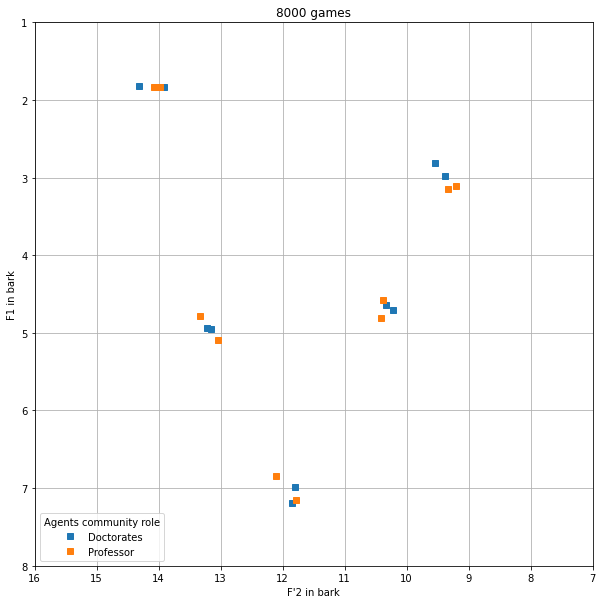 8000 games
1
2
3
4
5
6
7
8
F1 in bark
Agents community role
Doctorates
Professor
16 15 14 13 12 11 10 9 8 7
F'2 in bark